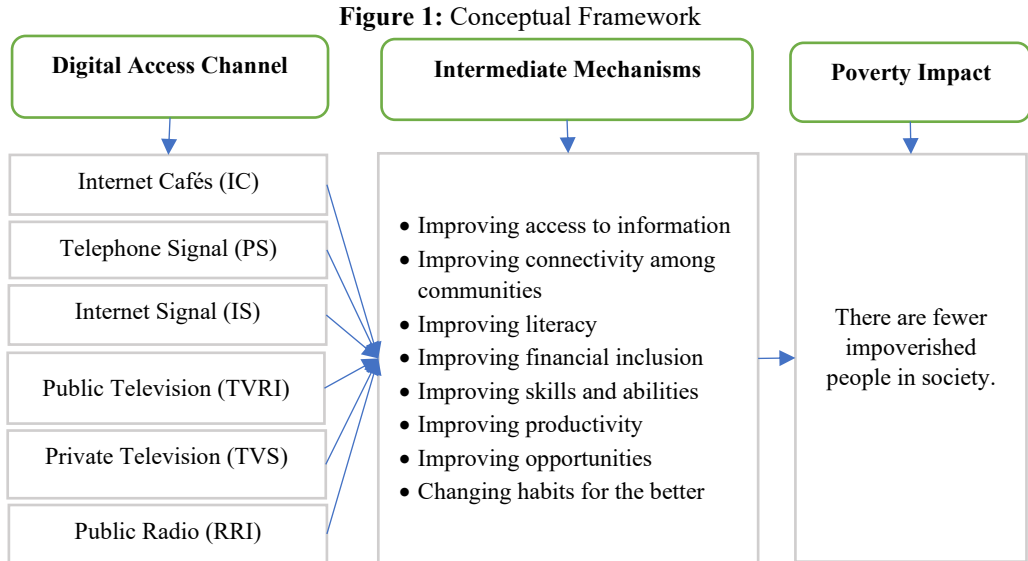 Figure 1: Conceptual Framework
Digital Access Channel
Intermediate Mechanisms
Poverty Impact
Internet Cafés (IC)
Telephone Signal (PS)
Internet Signal (IS)
Public Television (TVRI)
Private Television (TVS)
Public Radio (RRI)
• Improving access to information
• Improving connectivity among
communities
• Improving literacy
• Improving financial inclusion
• Improving skills and abilities
• Improving productivity
• Improving opportunities
• Changing habits for the better
There are fewer
impoverished
people in society.